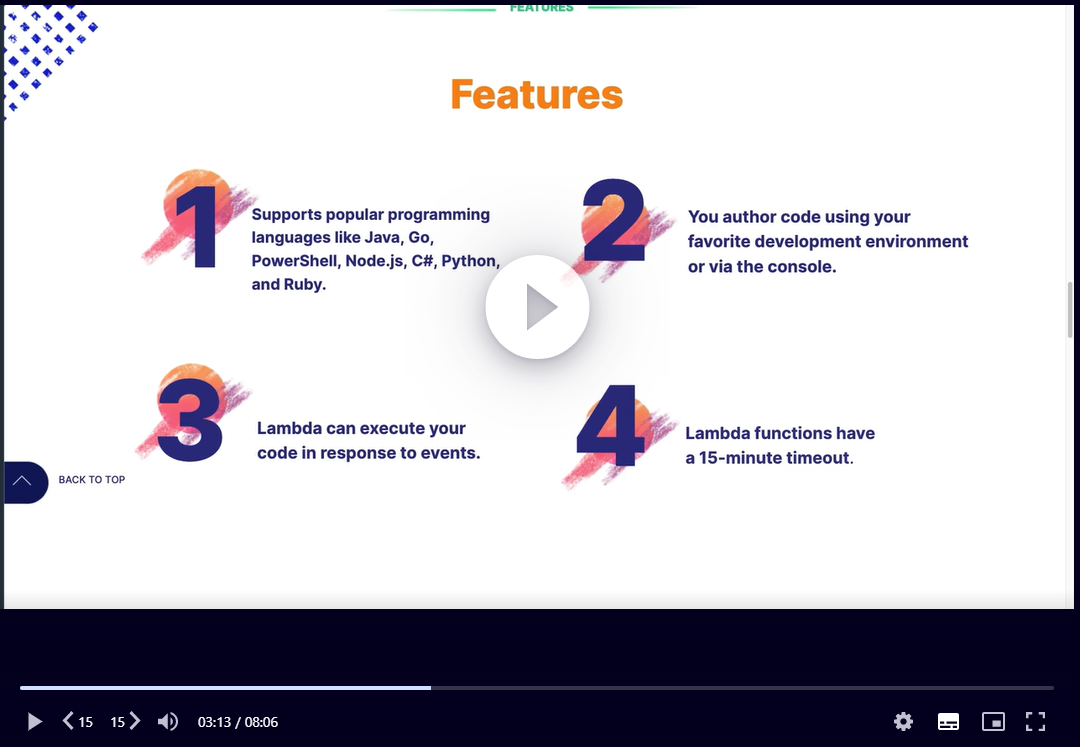 FEATURES
Features
1
Supports popular programming
languages like Java, Go,
PowerShell, Node.js, C#, Python,
and Ruby.
2
You author code using your
favorite development environment
or via the console.
3
Lambda can execute your
code in response to events.
4
Lambda functions have
a 15-minute timeout.
BACK TO TOP
15 15 03:13 / 08:06